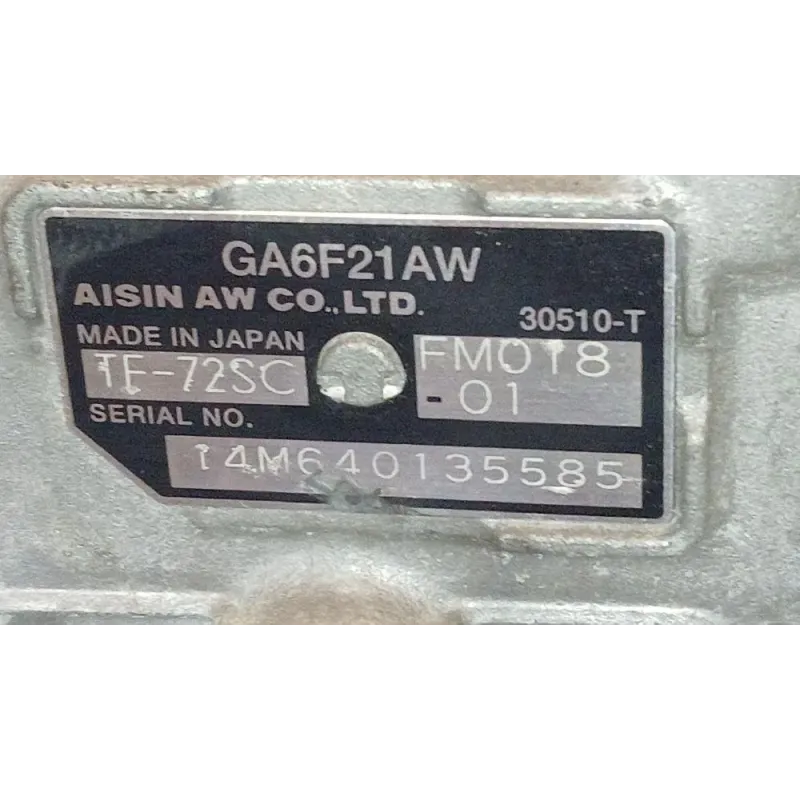 GA6F21AW
AISIN AW CO.,LTD.
30510-T
MADE IN JAPAN
TF-72SC
FM018
-01
SERIAL NO.
14M640135585